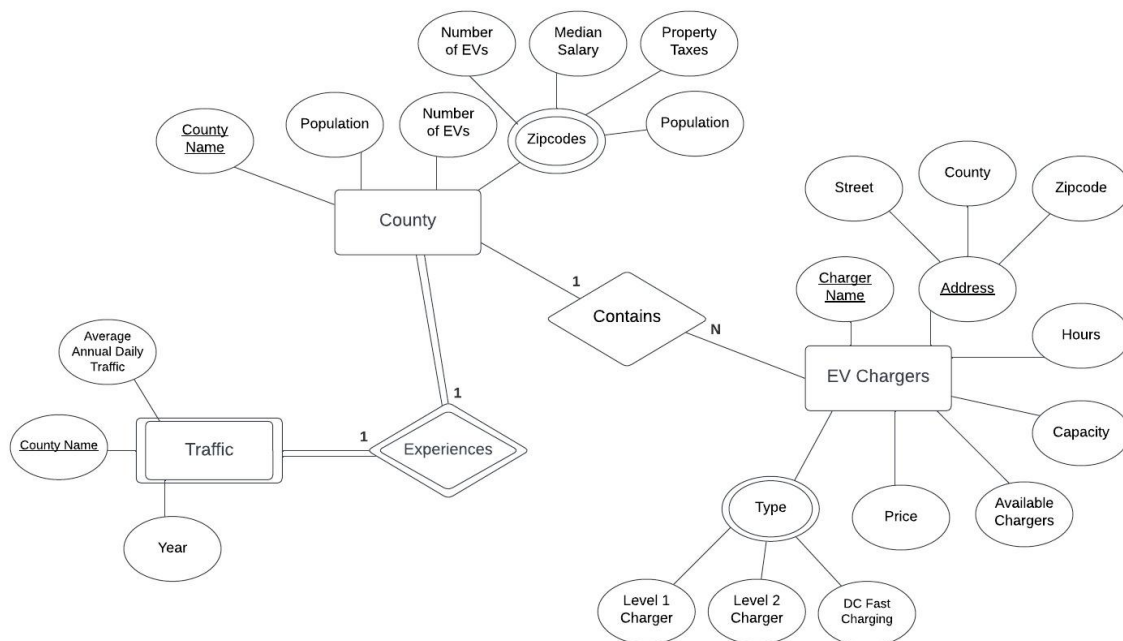 Number
of EVs
Median
Salary
Property
Taxes
County
Name
Population
Number
of EVs
Zipcodes
Population
County
Street
County
Zipcode
1
Contains
N
Charger
Name
Address
Hours
EV Chargers
Average
Annual Daily
Traffic
1
County Name
Traffic
1
Experiences
Capacity
Year
Type
Price
Available
Chargers
Level 1
Charger
Level 2
Charger
DC Fast
Charging